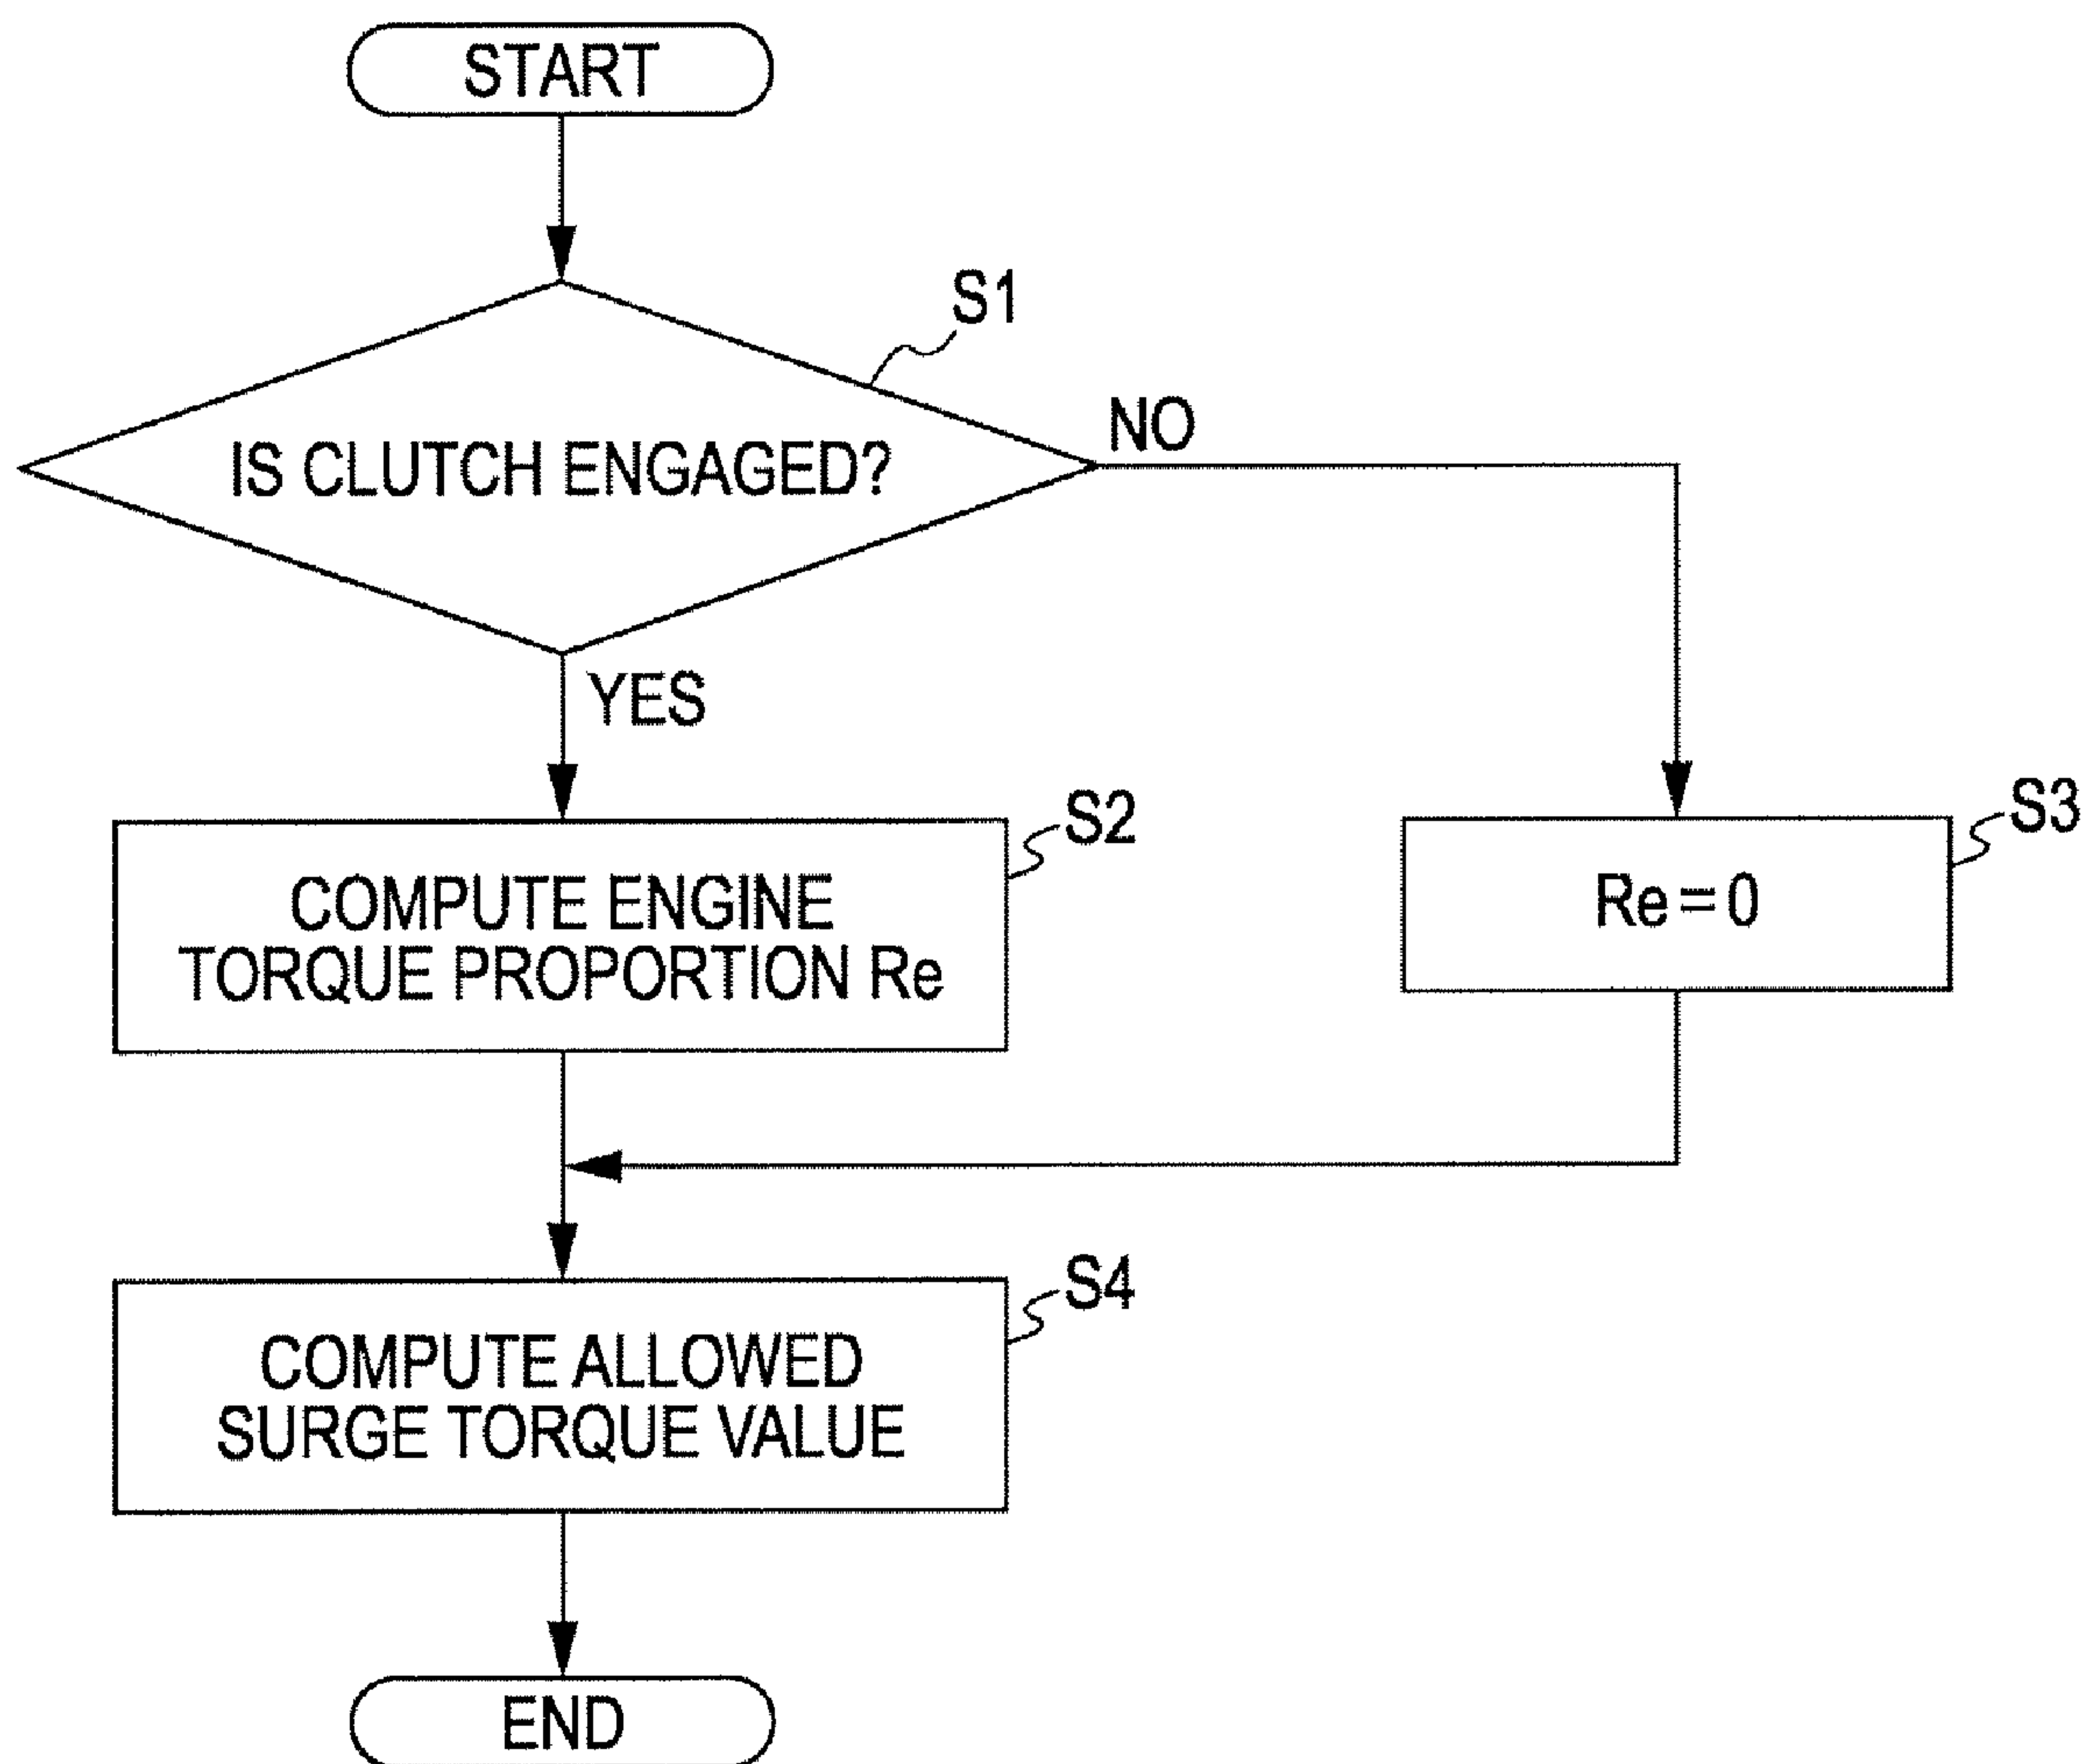 START
S1
IS CLUTCH ENGAGED?
NO
YES
S2
COMPUTE ENGINE
TORQUE PROPORTION Re
S3
Re = 0
S4
COMPUTE ALLOWED
SURGE TORQUE VALUE
END